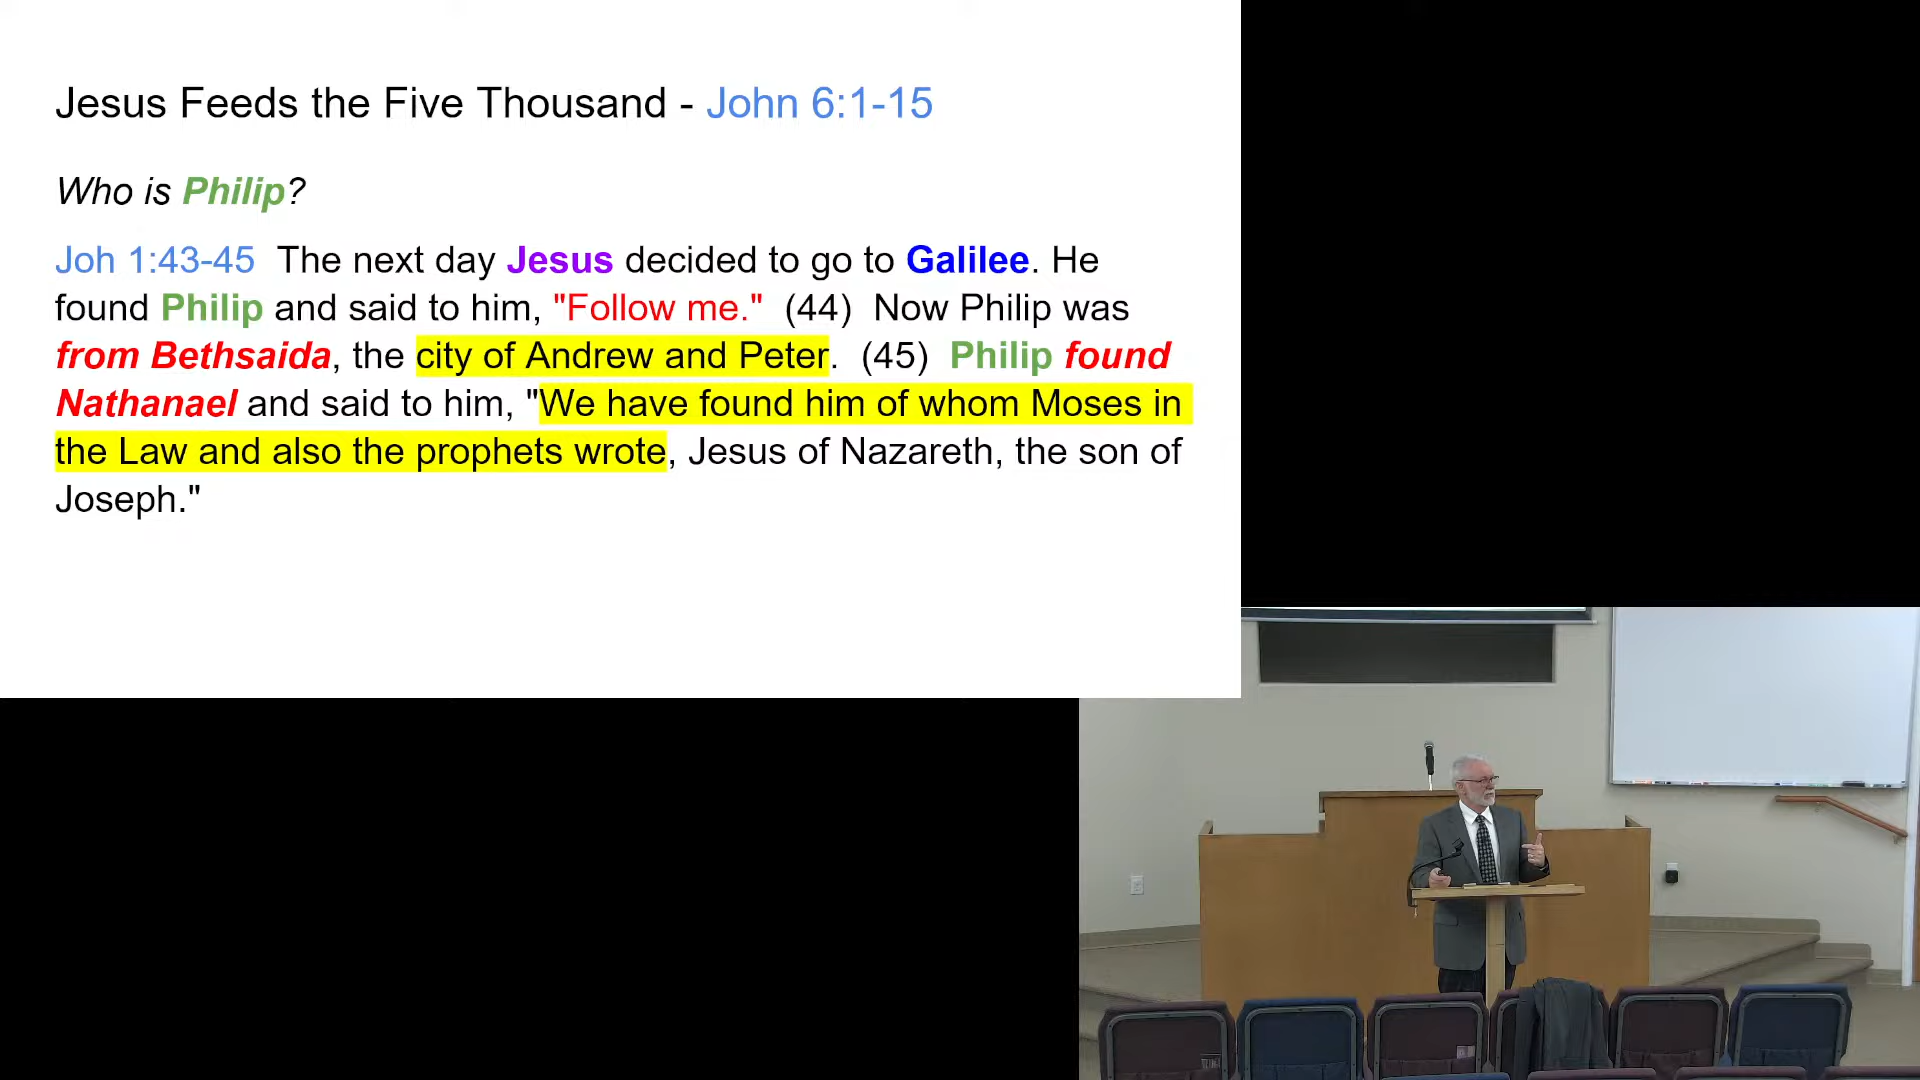 Jesus Feeds the Five Thousand - John 6:1-15
Who is Philip?
Joh 1:43-45 The next day Jesus decided to go to Galilee. He
found Philip and said to him, "Follow me." (44) Now Philip was
from Bethsaida, the city of Andrew and Peter. (45) Philip found
Nathanael and said to him, "We have found him of whom Moses in
the Law and also the prophets wrote, Jesus of Nazareth, the son of
Joseph."